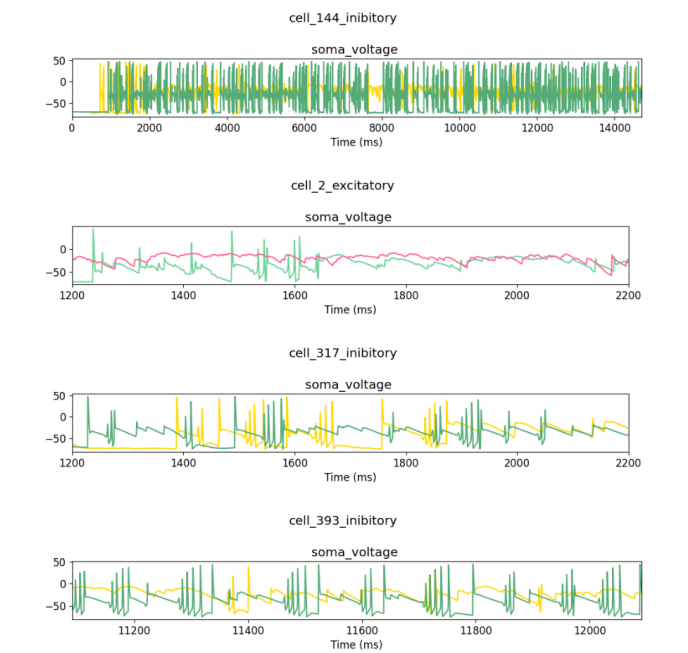 cell_144_inibitory
soma_voltage
50
0
−50
0 2000 4000 6000 8000 10000 12000 14000
Time (ms)
cell_2_excitatory
soma_voltage
0
−50
1200 1400 1600 1800 2000 2200
Time (ms)
cell_317_inibitory
soma_voltage
50
0
−50
1200 1400 1600 1800 2000 2200
Time (ms)
cell_393_inibitory
soma_voltage
50
0
−50
11200 11400 11600 11800 12000
Time (ms)